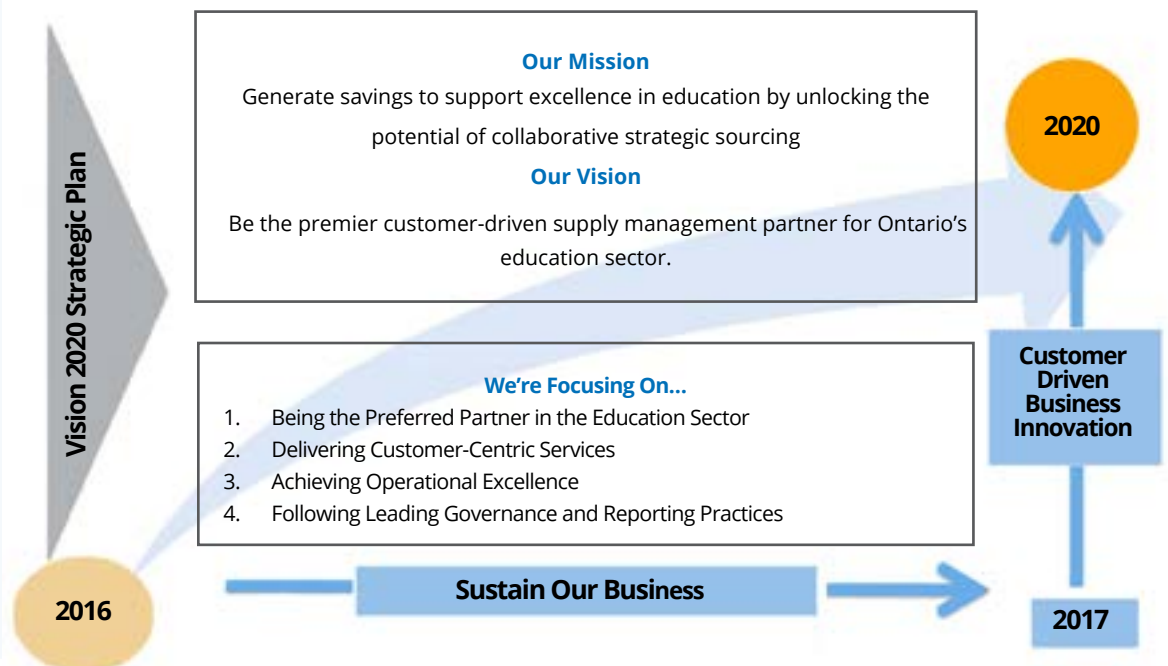 Vision 2020 Strategic Plan
Our Mission
Generate savings to support excellence in education by unlocking the
potential of collaborative strategic sourcing
Our Vision
Be the premier customer-driven supply management partner for Ontario’s
education sector.
2020
We’re Focusing On...
1. Being the Preferred Partner in the Education Sector
2. Delivering Customer-Centric Services
3. Achieving Operational Excellence
4. Following Leading Governance and Reporting Practices
Customer
Driven
Business
Innovation
2016
Sustain Our Business
2017